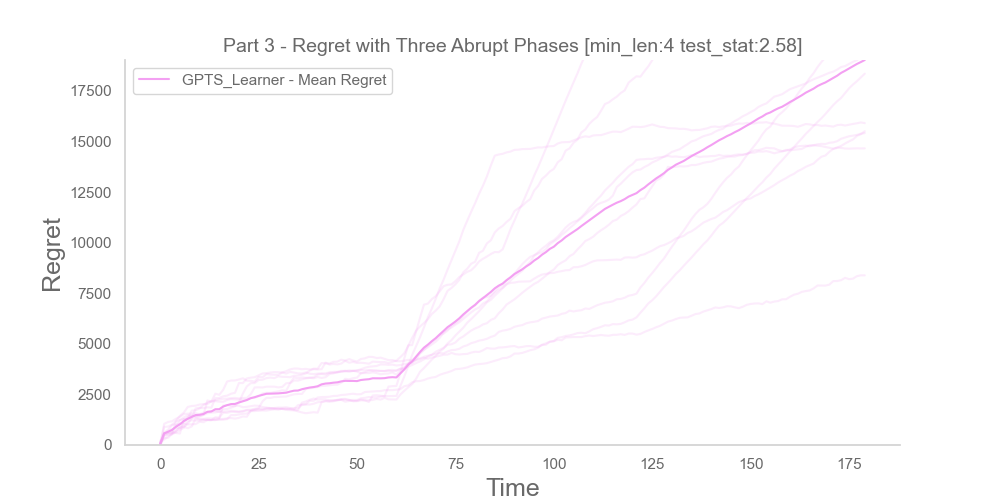 Part 3 - Regret with Three Abrupt Phases [min_len:4 test_stat:2.58]
GPTS_Learner - Mean Regret
Regret
17500
15000
12500
10000
7500
5000
2500
0
0 25 50 75 100 125 150 175
Time